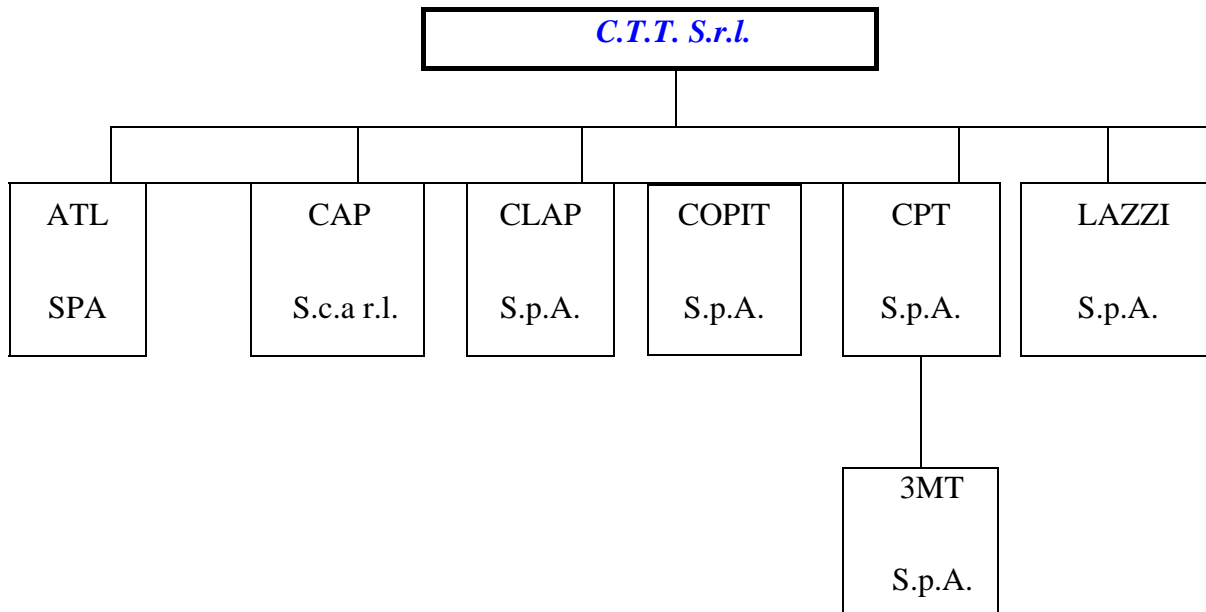 C.T.T. S.r.l.
ATL
SPA
CAP
S.c.a r.l.
CLAP
S.p.A.
COPIT
S.p.A.
CPT
S.p.A.
LAZZI
S.p.A.
3MT
S.p.A.